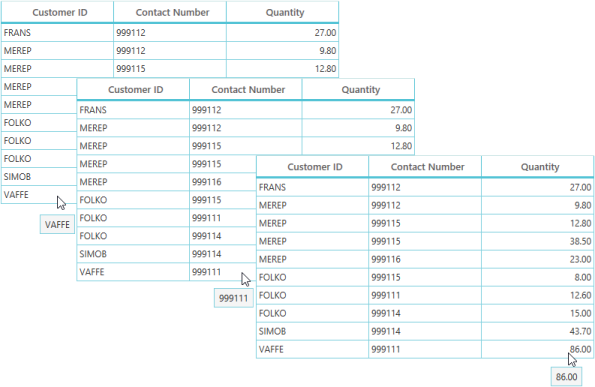 Customer ID Contact Number Quantity
FRANS 999112 27.00
MEREP 999112 9.80
MEREP 999115 12.80
MEREP
MEREP
FOLKO
FOLKO
FOLKO
SIMOB
VAFFE
VAFFE
Customer ID Contact Number Quantity
FRANS 999112 27.00
MEREP 999112 9.80
MEREP 999115 12.80
MEREP 999115
MEREP 999116
FOLKO 999115
FOLKO 999111
FOLKO 999114
SIMOB 999114
VAFFE 999111
999111
Customer ID Contact Number Quantity
FRANS 999112 27.00
MEREP 999112 9.80
MEREP 999115 12.80
MEREP 999115 38.50
MEREP 999116 23.00
FOLKO 999115 8.00
FOLKO 999111 12.60
FOLKO 999114 15.00
SIMOB 999114 43.70
VAFFE 999111 86.00
86.00